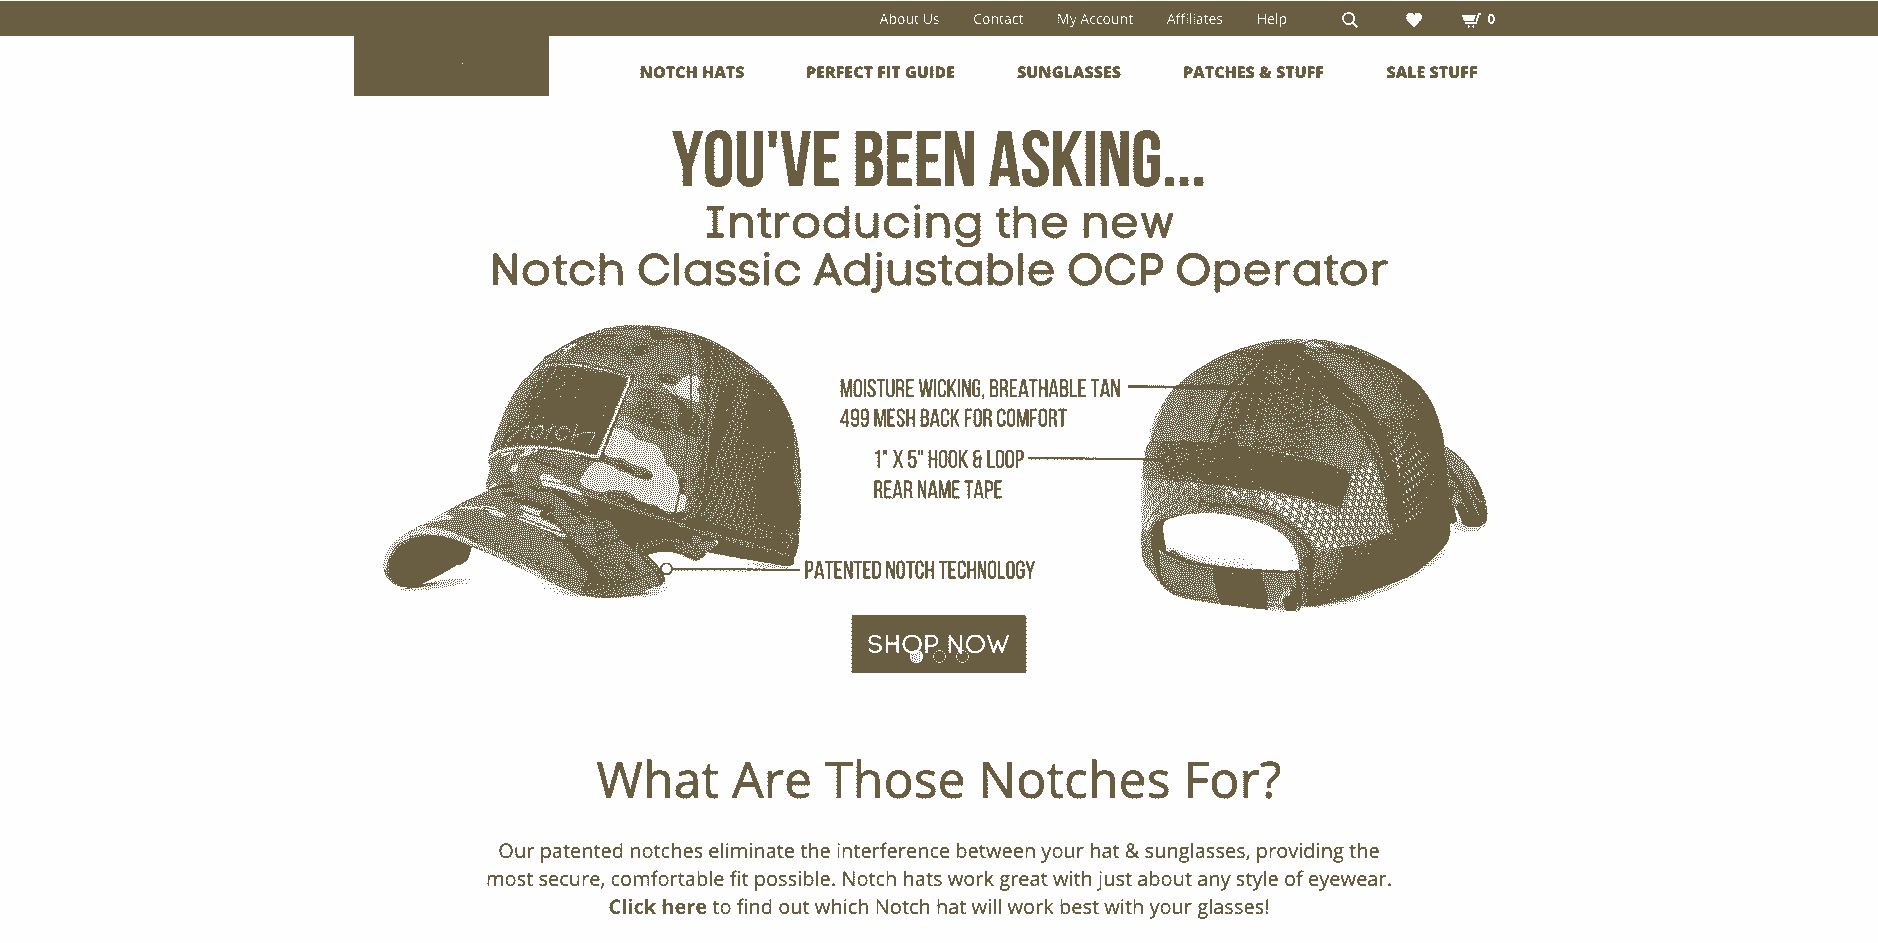 About Us Contact My Account Affiliates Help 0
NOTCH HATS PERFECT FIT GUIDE SUNGLASSES PATCHES & STUFF SALE STUFF
YOU'VE BEEN ASKING...
Introducing the new
Notch Classic Adjustable OCP Operator
MOISTURE WICKING, BREATHABLE TAN
499 MESH BACK FOR COMFORT
1" X 5" HOOK & LOOP
REAR NAME TAPE
notch
PATENTED NOTCH TECHNOLOGY
SHOP NOW
What Are Those Notches For?
Our patented notches eliminate the interference between your hat & sunglasses, providing the
most secure, comfortable fit possible. Notch hats work great with just about any style of eyewear.
Click here to find out which Notch hat will work best with your glasses!